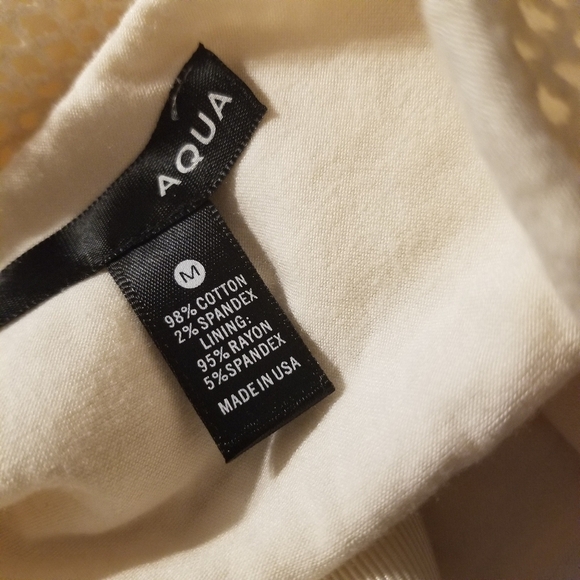 AQUA
M
98% COTTON
2% SPANDEX
LINING:
95% RAYON
5% SPANDEX
MADE IN USA